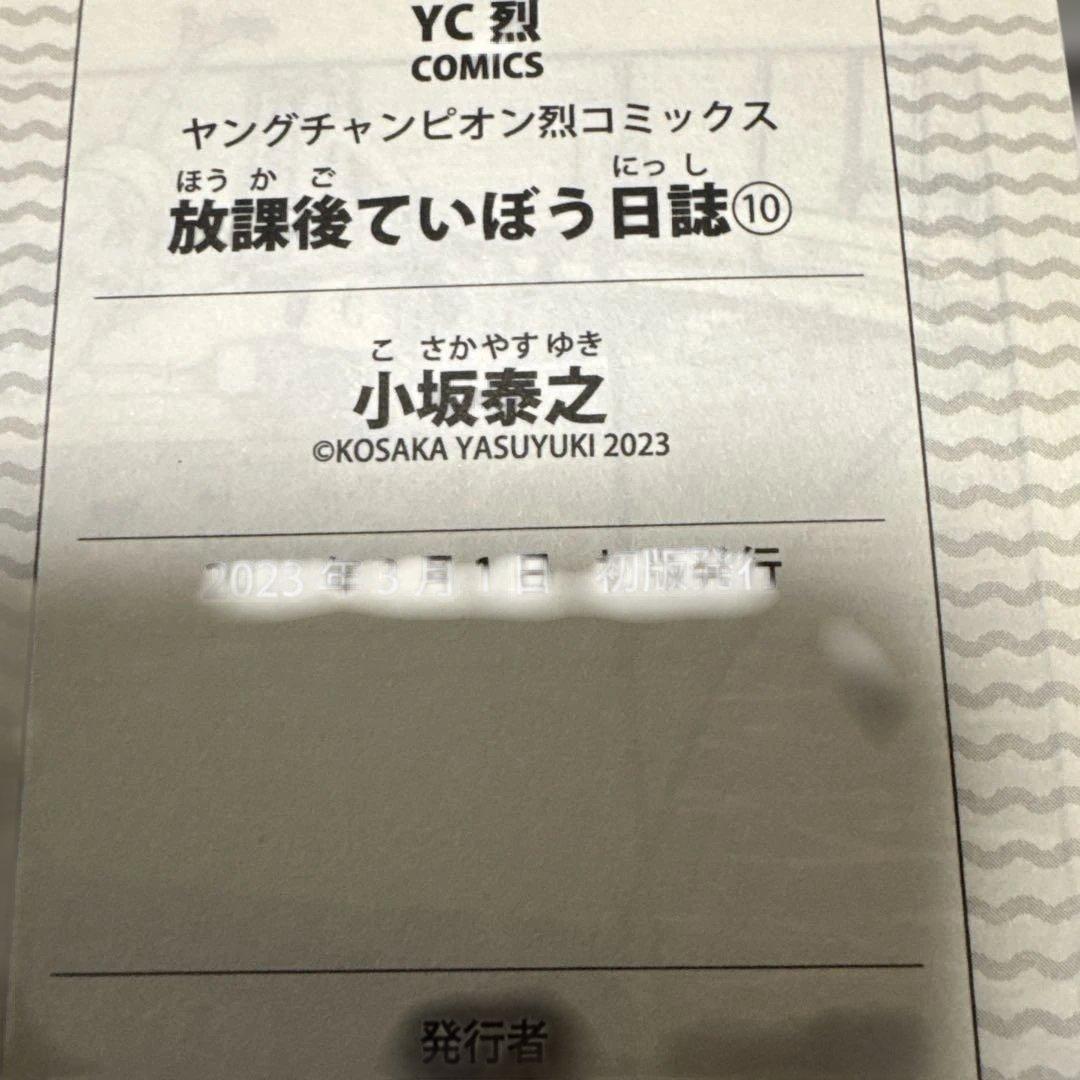 YC 烈
COMICS
ヤングチャンピオン烈コミックス
ほう か ご にっ し
放課後ていぼう日誌⑩
こ さか やす ゆき
小坂泰之
©KOSAKA YASUYUKI 2023
2023年3月1日 初版発行
発行者